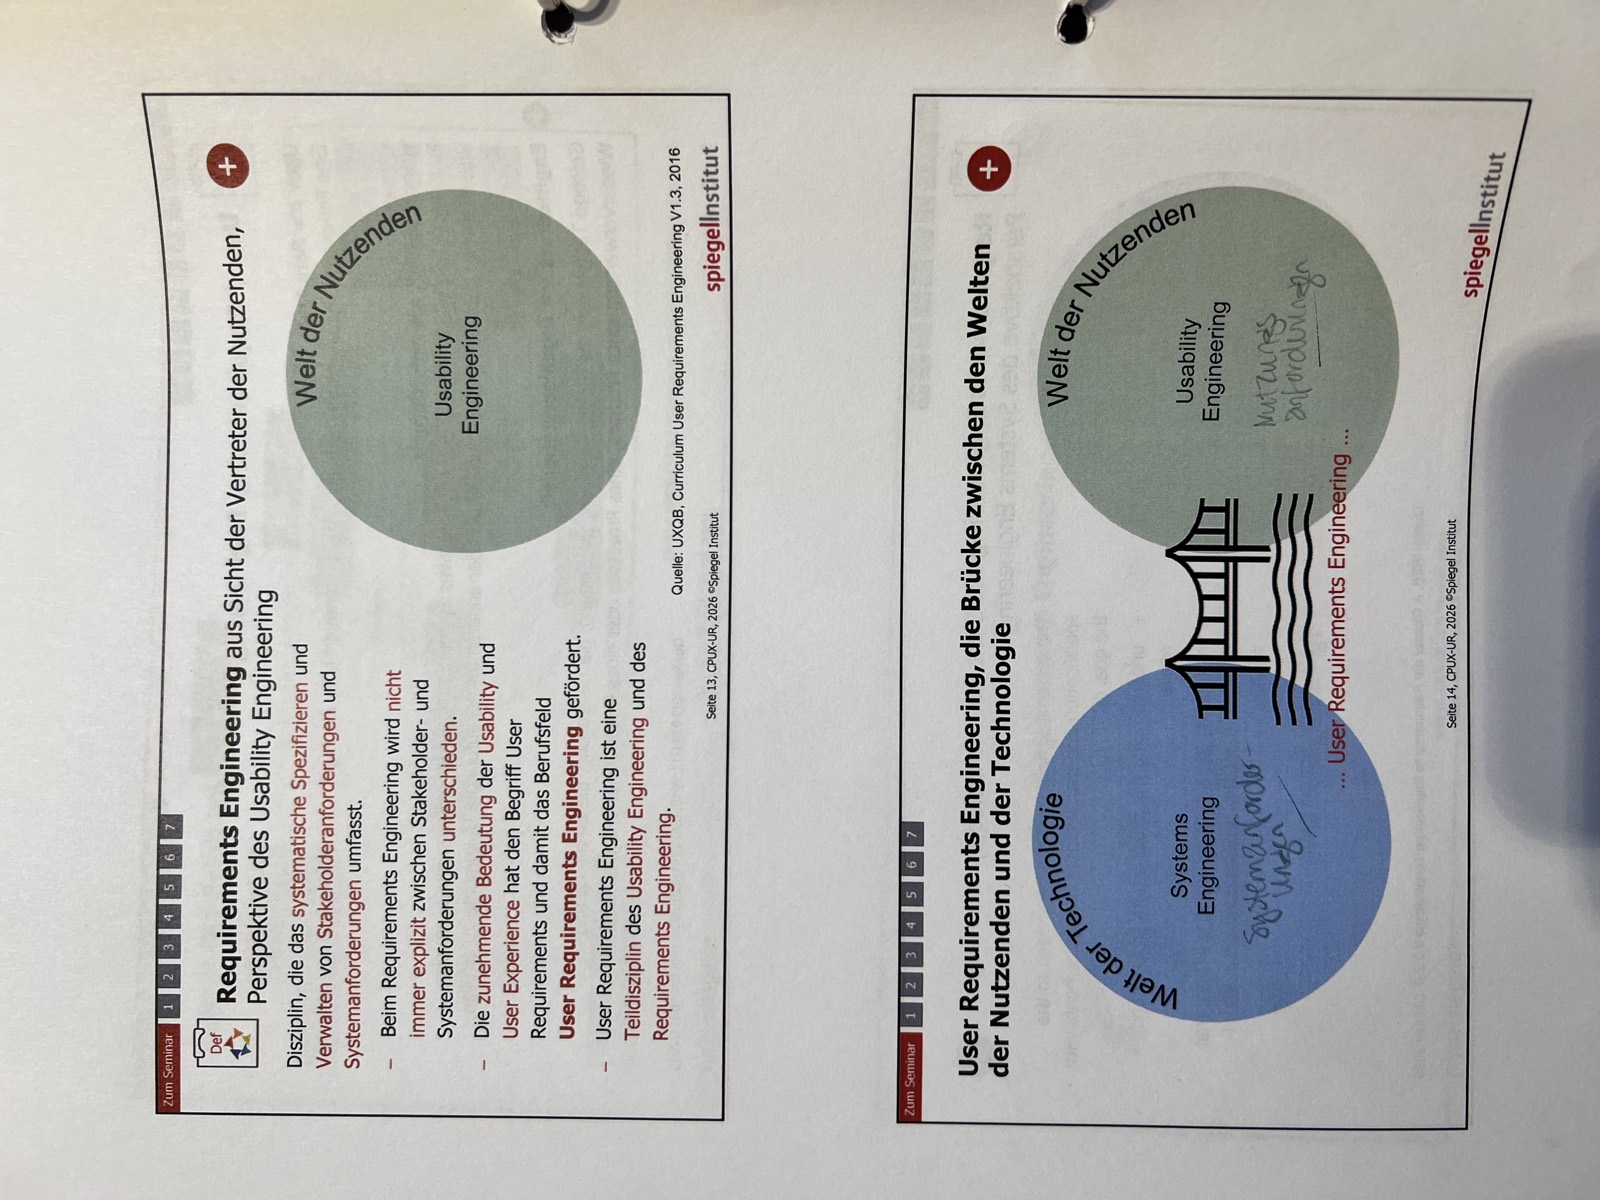 Zum Seminar 1 2 3 4 5 6 7
Def
Requirements Engineering aus Sicht der Vertreter der Nutzenden,
Perspektive des Usability Engineering
+
Disziplin, die das systematische Spezifizieren und
Verwalten von Stakeholderanforderungen und
Systemanforderungen umfasst.
– Beim Requirements Engineering wird nicht
immer explizit zwischen Stakeholder- und
Systemanforderungen unterschieden.
– Die zunehmende Bedeutung der Usability und
User Experience hat den Begriff User
Requirements und damit das Berufsfeld
User Requirements Engineering gefördert.
– User Requirements Engineering ist eine
Teildisziplin des Usability Engineering und des
Requirements Engineering.
Welt der Nutzenden
Usability
Engineering
Quelle: UXQB, Curriculum User Requirements Engineering V1.3, 2016
Seite 13, CPUX-UR, 2026 ©Spiegel Institut
spiegelInstitut
Zum Seminar 1 2 3 4 5 6 7
User Requirements Engineering, die Brücke zwischen den Welten
der Nutzenden und der Technologie
+
Welt der Technologie
Systems
Engineering
Systemanforder-
ungen
Welt der Nutzenden
Usability
Engineering
Nutzungs
anforderungen
... User Requirements Engineering ...
Seite 14, CPUX-UR, 2026 ©Spiegel Institut
spiegelInstitut